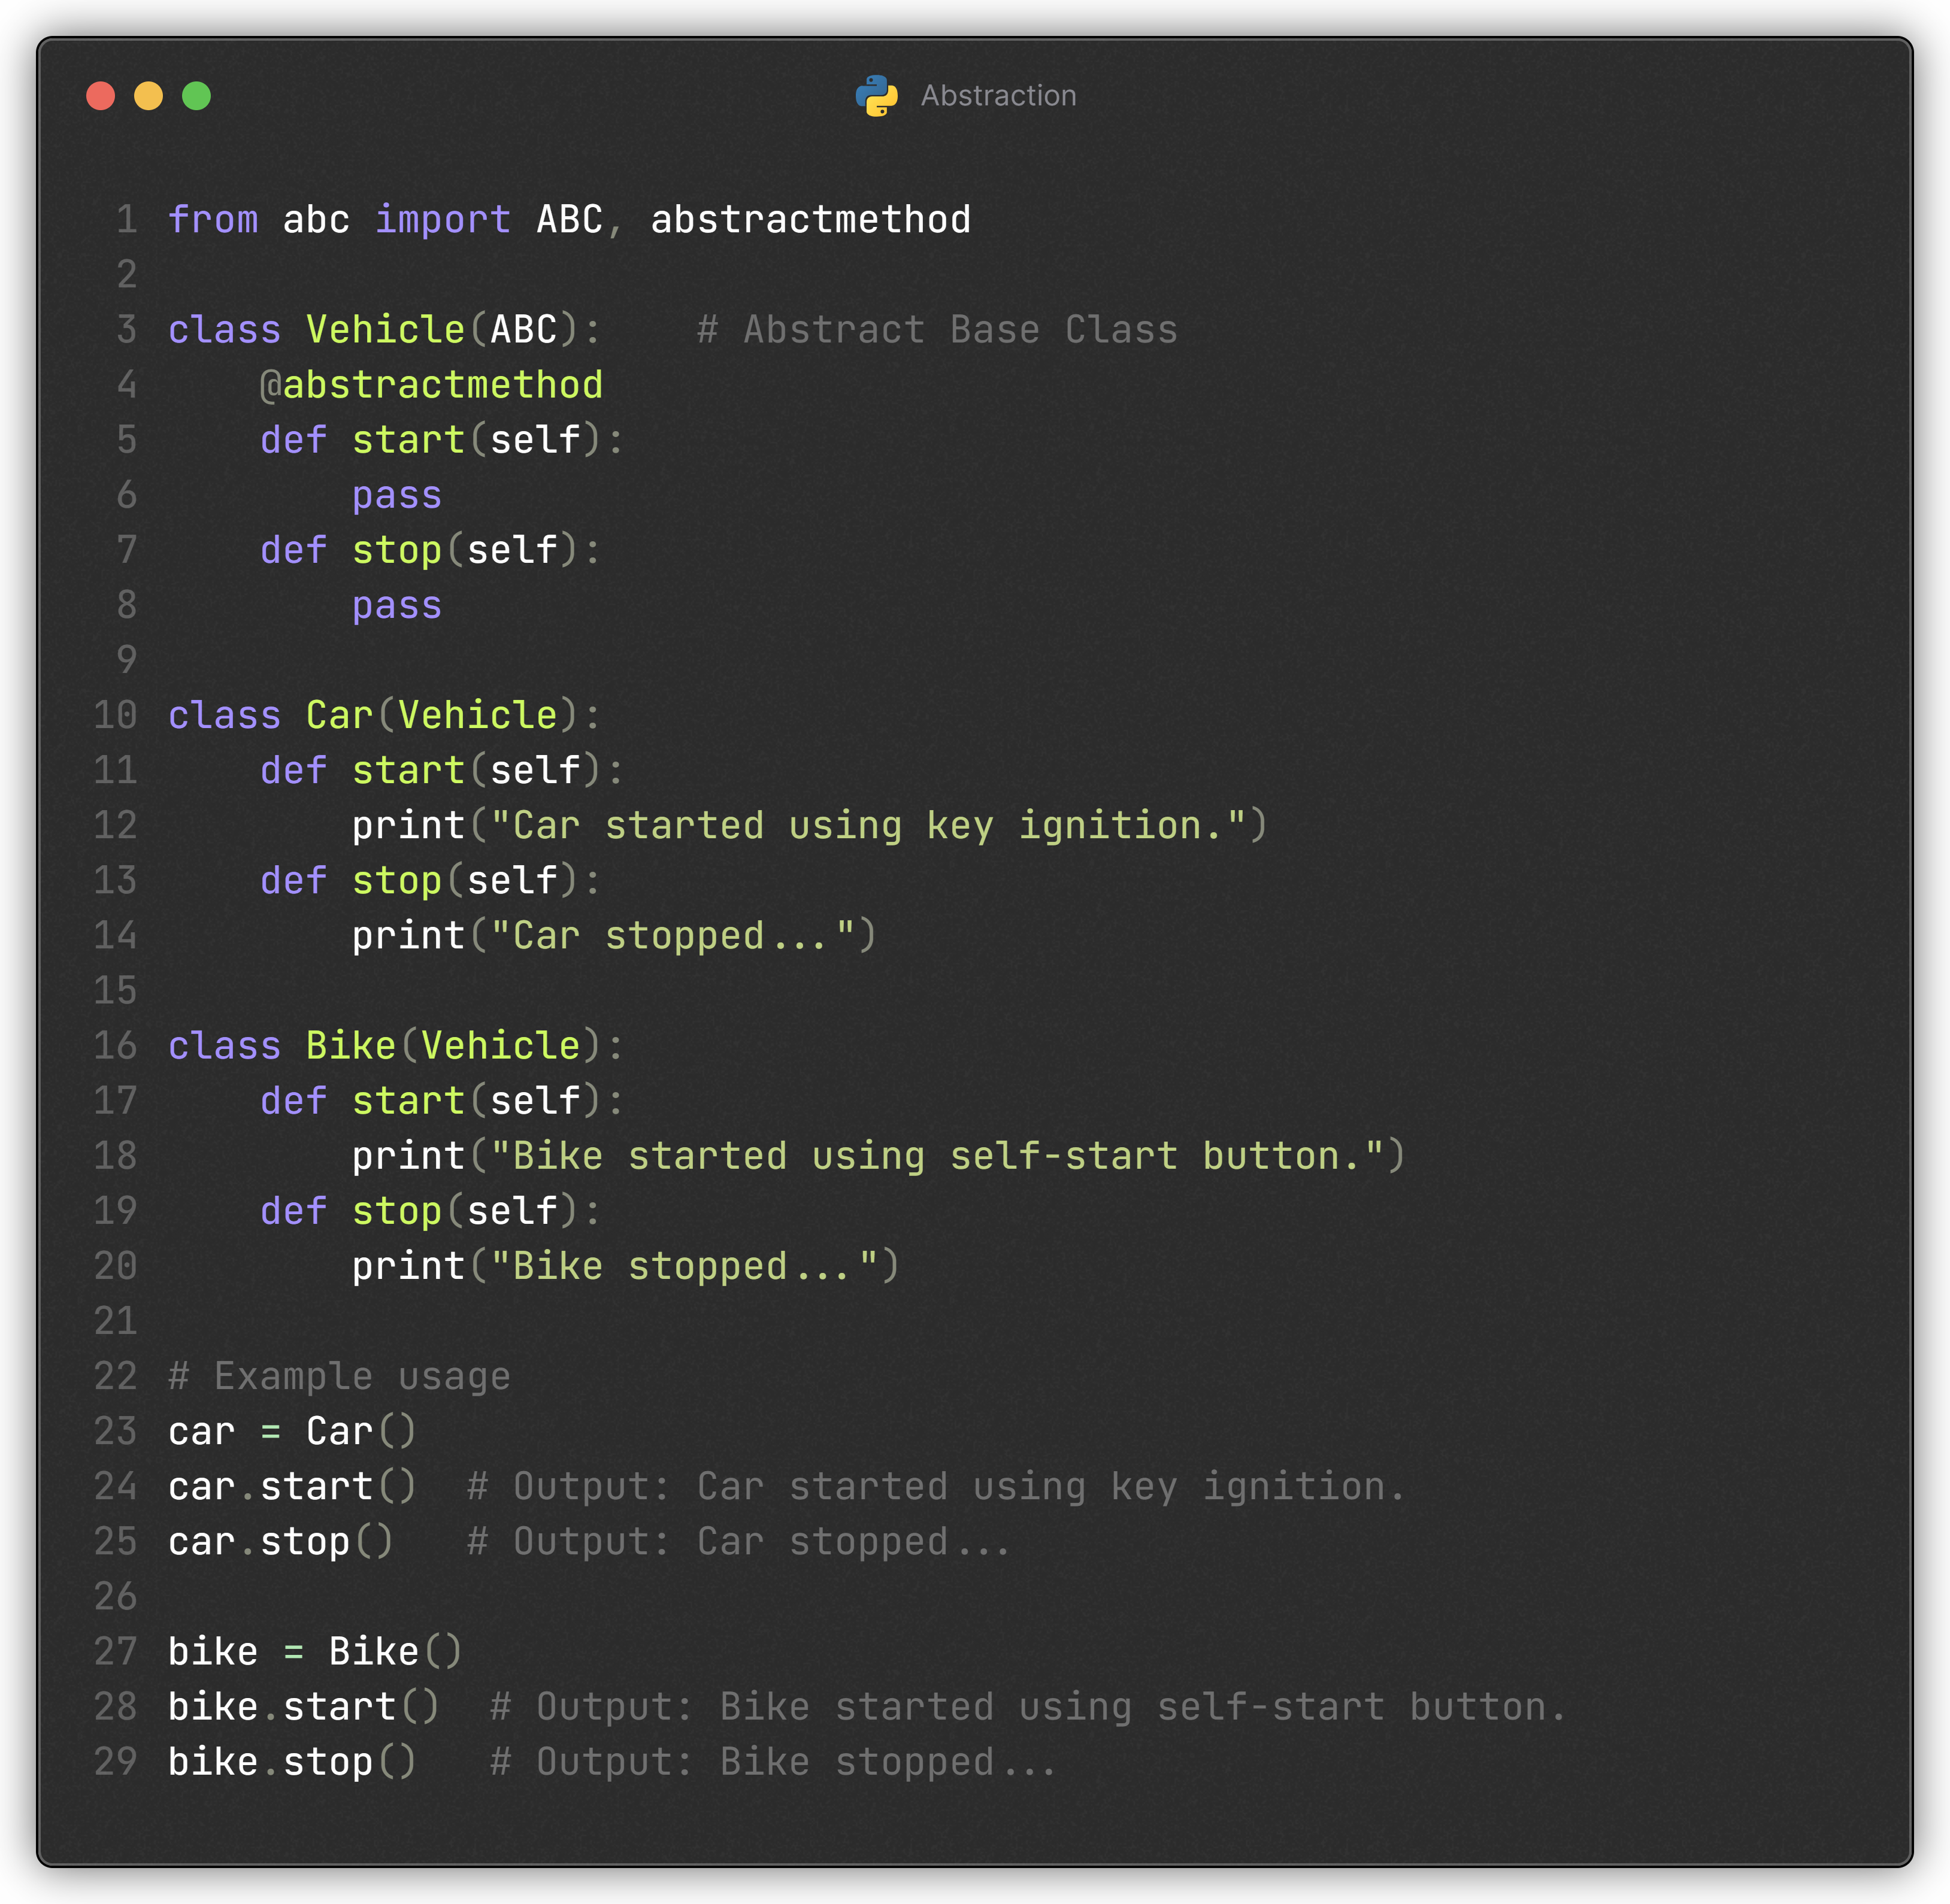 Abstraction
1 from abc import ABC, abstractmethod
2
3 class Vehicle(ABC):    # Abstract Base Class
4     @abstractmethod
5     def start(self):
6         pass
7     def stop(self):
8         pass
9
10 class Car(Vehicle):
11     def start(self):
12         print("Car started using key ignition.")
13     def stop(self):
14         print("Car stopped...")
15
16 class Bike(Vehicle):
17     def start(self):
18         print("Bike started using self-start button.")
19     def stop(self):
20         print("Bike stopped...")
21
22 # Example usage
23 car = Car()
24 car.start()  # Output: Car started using key ignition.
25 car.stop()   # Output: Car stopped...
26
27 bike = Bike()
28 bike.start()  # Output: Bike started using self-start button.
29 bike.stop()   # Output: Bike stopped...